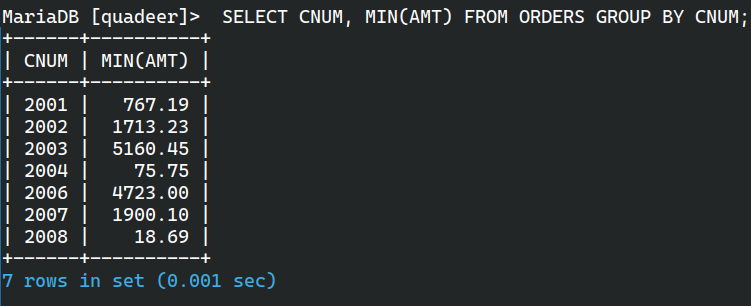 MariaDB [quadeer]>  SELECT CNUM, MIN(AMT) FROM ORDERS GROUP BY CNUM;
+------+----------+
| CNUM | MIN(AMT) |
+------+----------+
| 2001 |   767.19 |
| 2002 |  1713.23 |
| 2003 |  5160.45 |
| 2004 |    75.75 |
| 2006 |  4723.00 |
| 2007 |  1900.10 |
| 2008 |    18.69 |
+------+----------+
7 rows in set (0.001 sec)